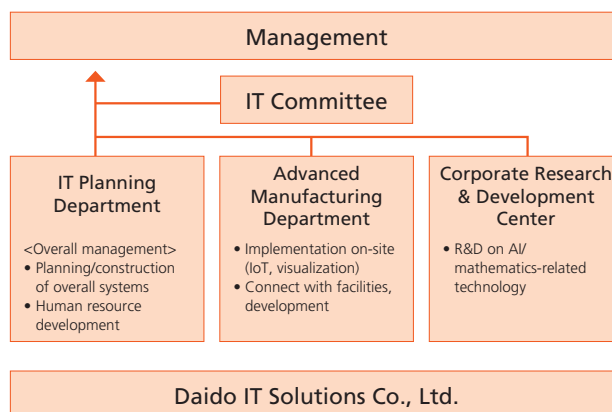 Management
IT Committee
IT Planning
Department
<Overall management>
• Planning/construction
of overall systems
• Human resource
development
Advanced
Manufacturing
Department
• Implementation on-site
(IoT, visualization)
• Connect with facilities,
development
Corporate Research
& Development
Center
• R&D on AI/
mathematics-related
technology
Daido IT Solutions Co., Ltd.